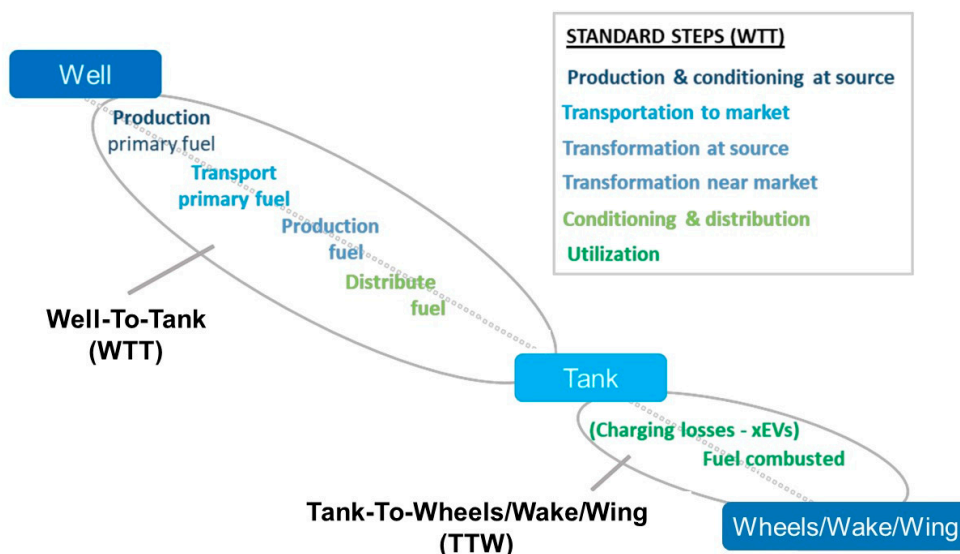 STANDARD STEPS (WTT)
Production & conditioning at source
Transportation to market
Transformation at source
Transformation near market
Conditioning & distribution
Utilization
Well
Production
primary fuel
Transport
primary fuel
Production
fuel
Distribute
fuel
Well-To-Tank
(WTT)
Tank
(Charging losses - xEVs)
Fuel combusted
Tank-To-Wheels/Wake/Wing
(TTW)
Wheels/Wake/Wing